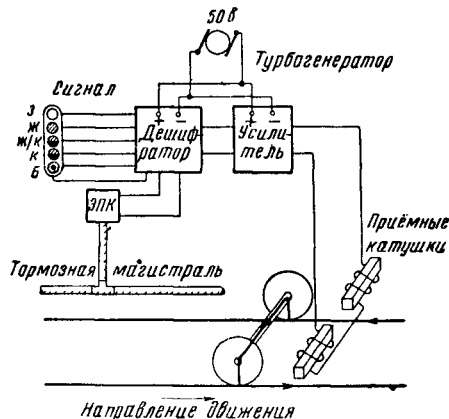 50 в
Турбогенератор
Сигнал
+ − + −
З
Ж
Ж/К
К
Б
Дешиф-
ратор
Усили-
тель
ЭПК
Приёмные
катушки
Тормозная магистраль
Направление движения